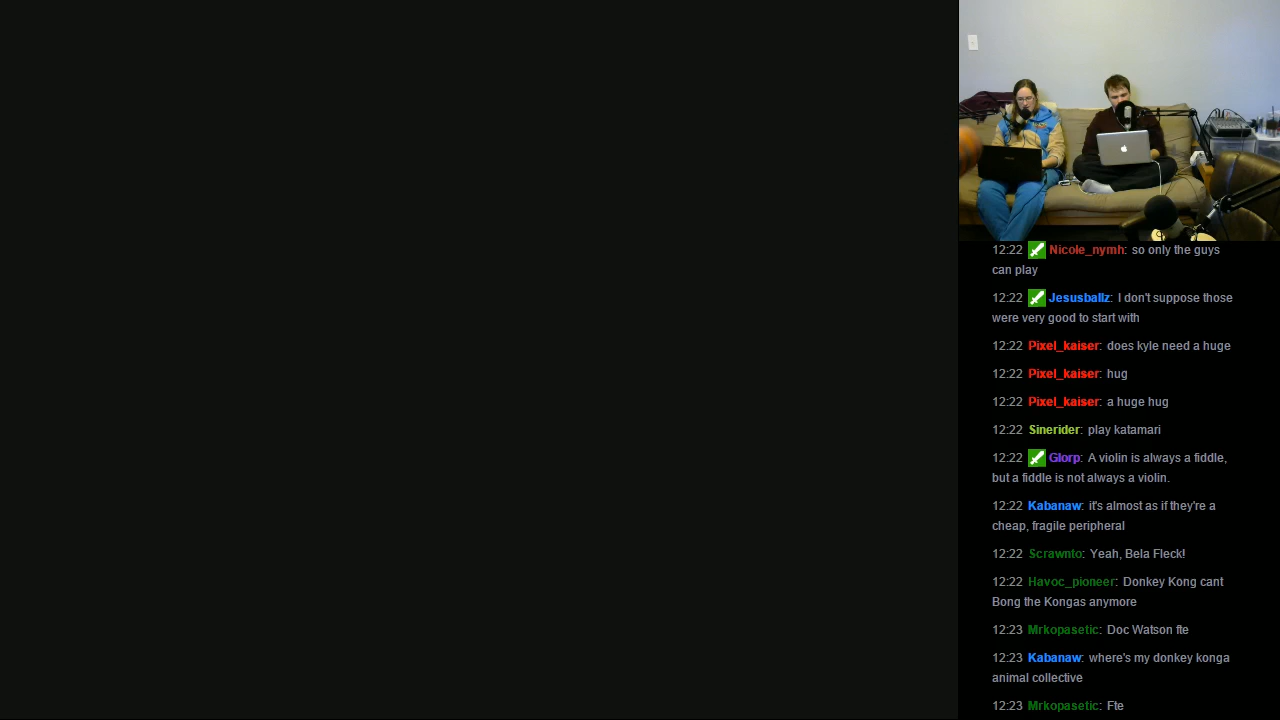 12:22 Nicole_nymh: so only the guys
can play
12:22 Jesusballz: I don't suppose those
were very good to start with
12:22 Pixel_kaiser: does kyle need a huge
12:22 Pixel_kaiser: hug
12:22 Pixel_kaiser: a huge hug
12:22 Sinerider: play katamari
12:22 Glorp: A violin is always a fiddle,
but a fiddle is not always a violin.
12:22 Kabanaw: it's almost as if they're a
cheap, fragile peripheral
12:22 Scrawnto: Yeah, Bela Fleck!
12:22 Havoc_pioneer: Donkey Kong cant
Bong the Kongas anymore
12:23 Mrkopasetic: Doc Watson fte
12:23 Kabanaw: where's my donkey konga
animal collective
12:23 Mrkopasetic: Fte